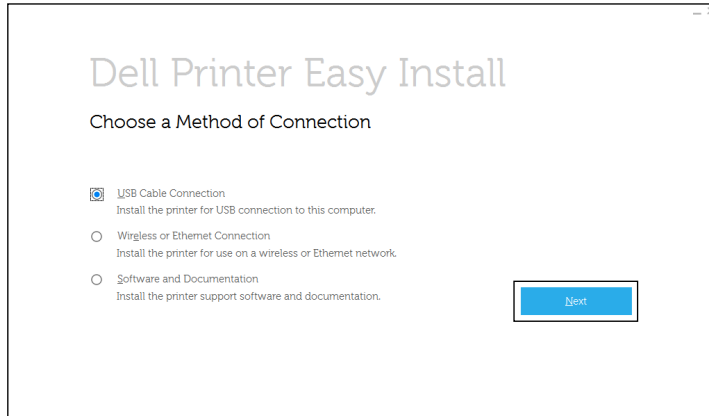 Dell Printer Easy Install
Choose a Method of Connection
USB Cable Connection
Install the printer for USB connection to this computer.
Wireless or Ethernet Connection
Install the printer for use on a wireless or Ethernet network.
Software and Documentation
Install the printer support software and documentation.
Next